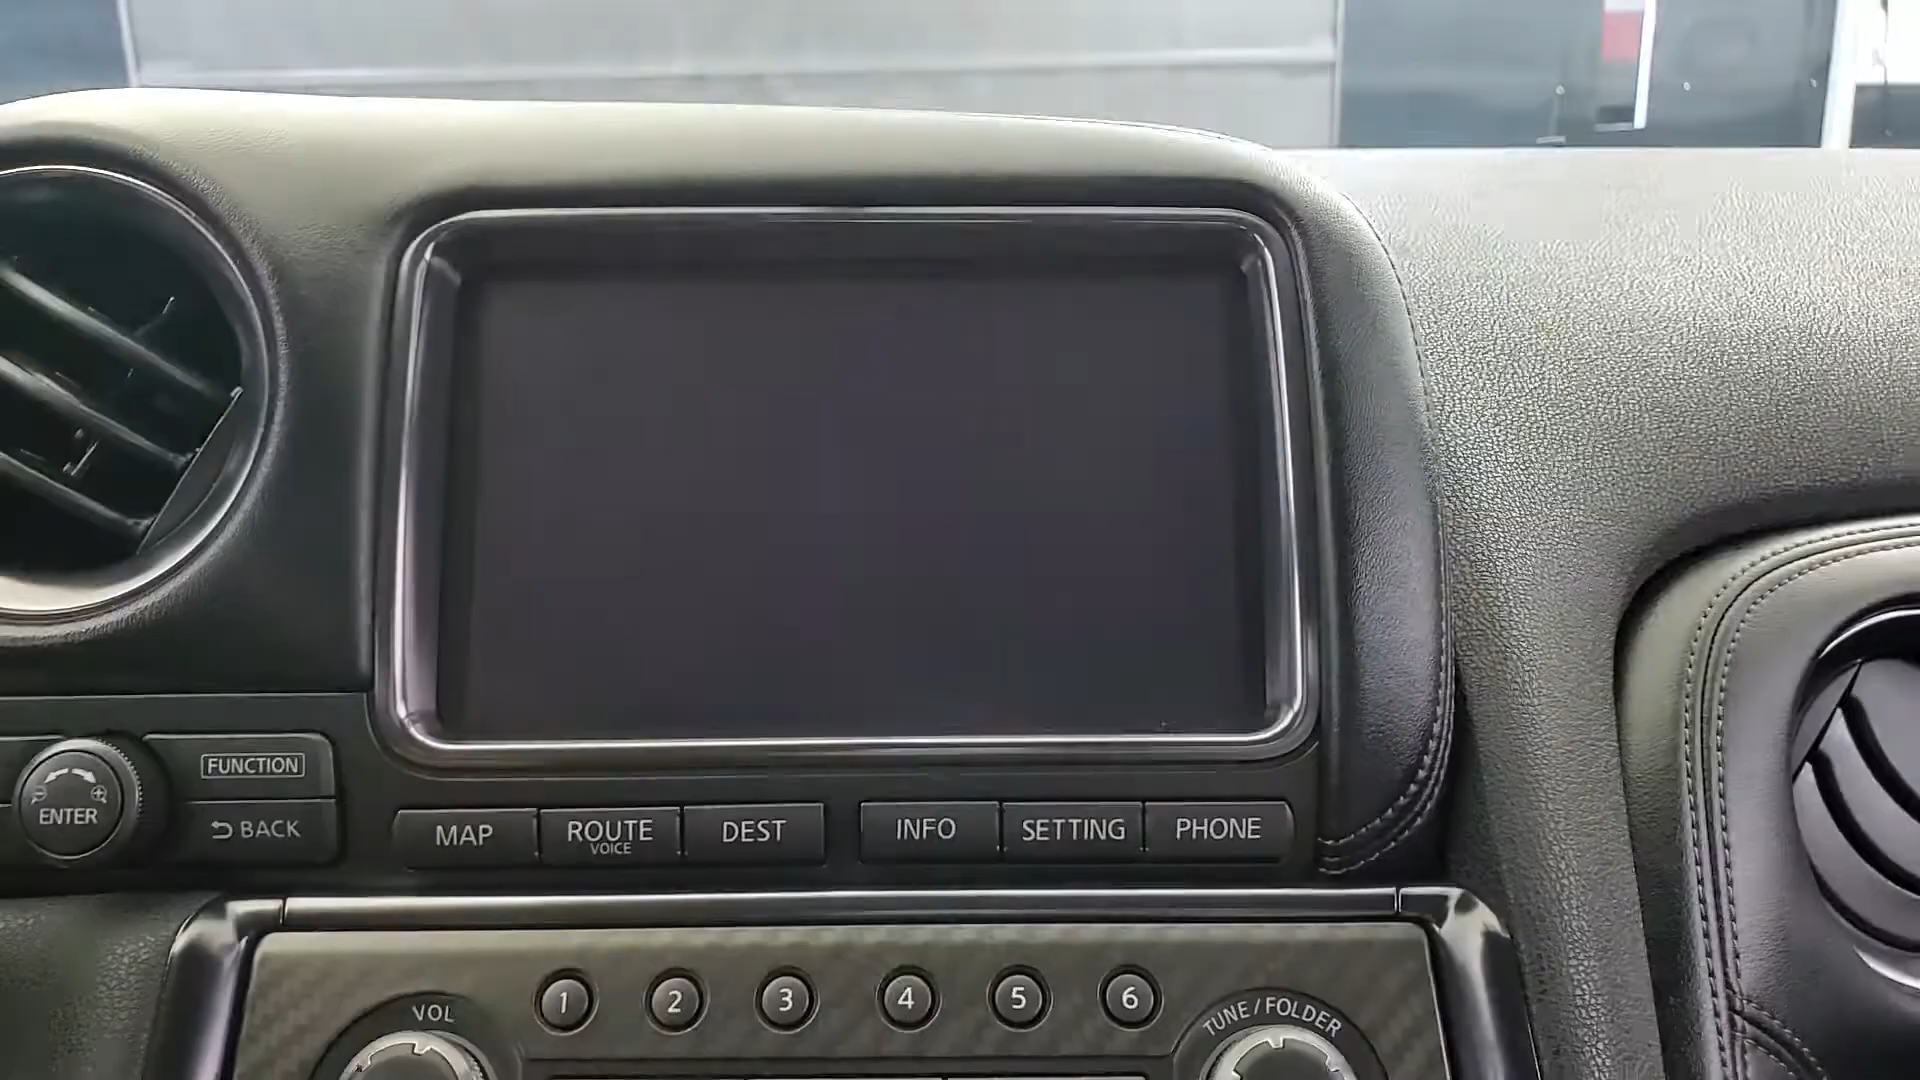 FUNCTION
ENTER
BACK
MAP
ROUTE
VOICE
DEST
INFO
SETTING
PHONE
1
2
3
4
5
6
VOL
TUNE / FOLDER